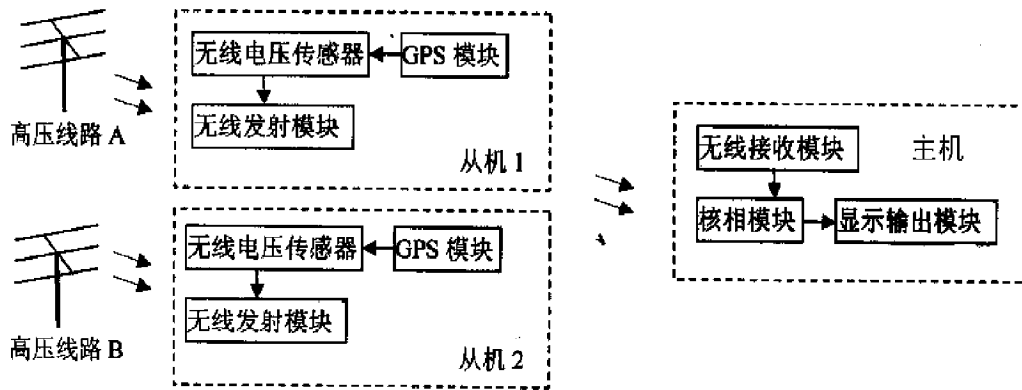 无线电压传感器
GPS 模块
无线发射模块
高压线路 A
从机 1
无线接收模块
主机
核相模块
显示输出模块
无线电压传感器
GPS 模块
无线发射模块
高压线路 B
从机 2